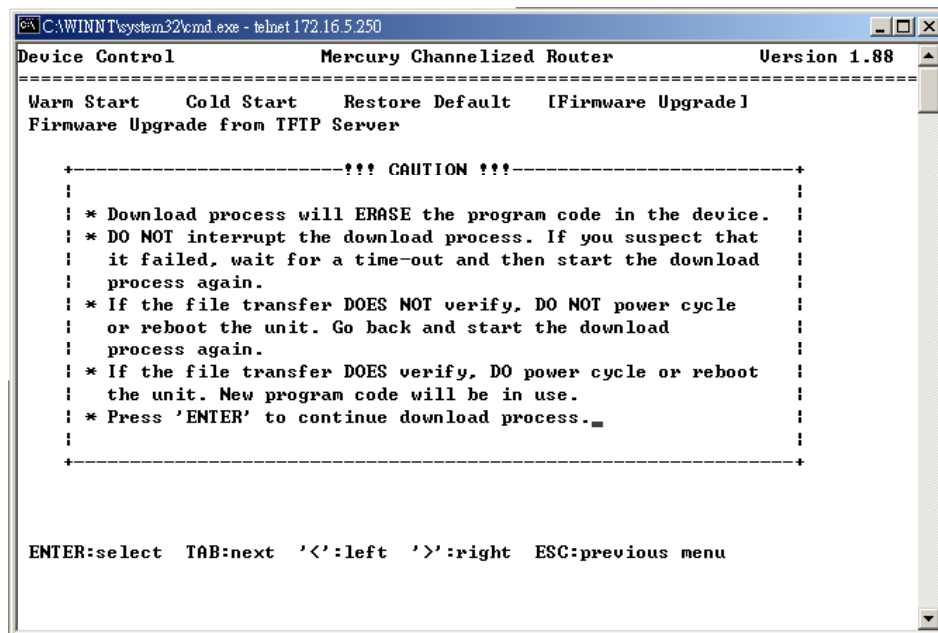 C:\WINNT\system32\cmd.exe - telnet 172.16.5.250
Device Control Mercury Channelized Router Version 1.88
================================================================================
Warm Start Cold Start Restore Default [Firmware Upgrade]
Firmware Upgrade from TFTP Server
+------------------------!!! CAUTION !!!-------------------------+
* Download process will ERASE the program code in the device.
* DO NOT interrupt the download process. If you suspect that
it failed, wait for a time-out and then start the download
process again.
* If the file transfer DOES NOT verify, DO NOT power cycle
or reboot the unit. Go back and start the download
process again.
* If the file transfer DOES verify, DO power cycle or reboot
the unit. New program code will be in use.
* Press 'ENTER' to continue download process._
+----------------------------------------------------------------+
ENTER:select TAB:next '<':left '>':right ESC:previous menu